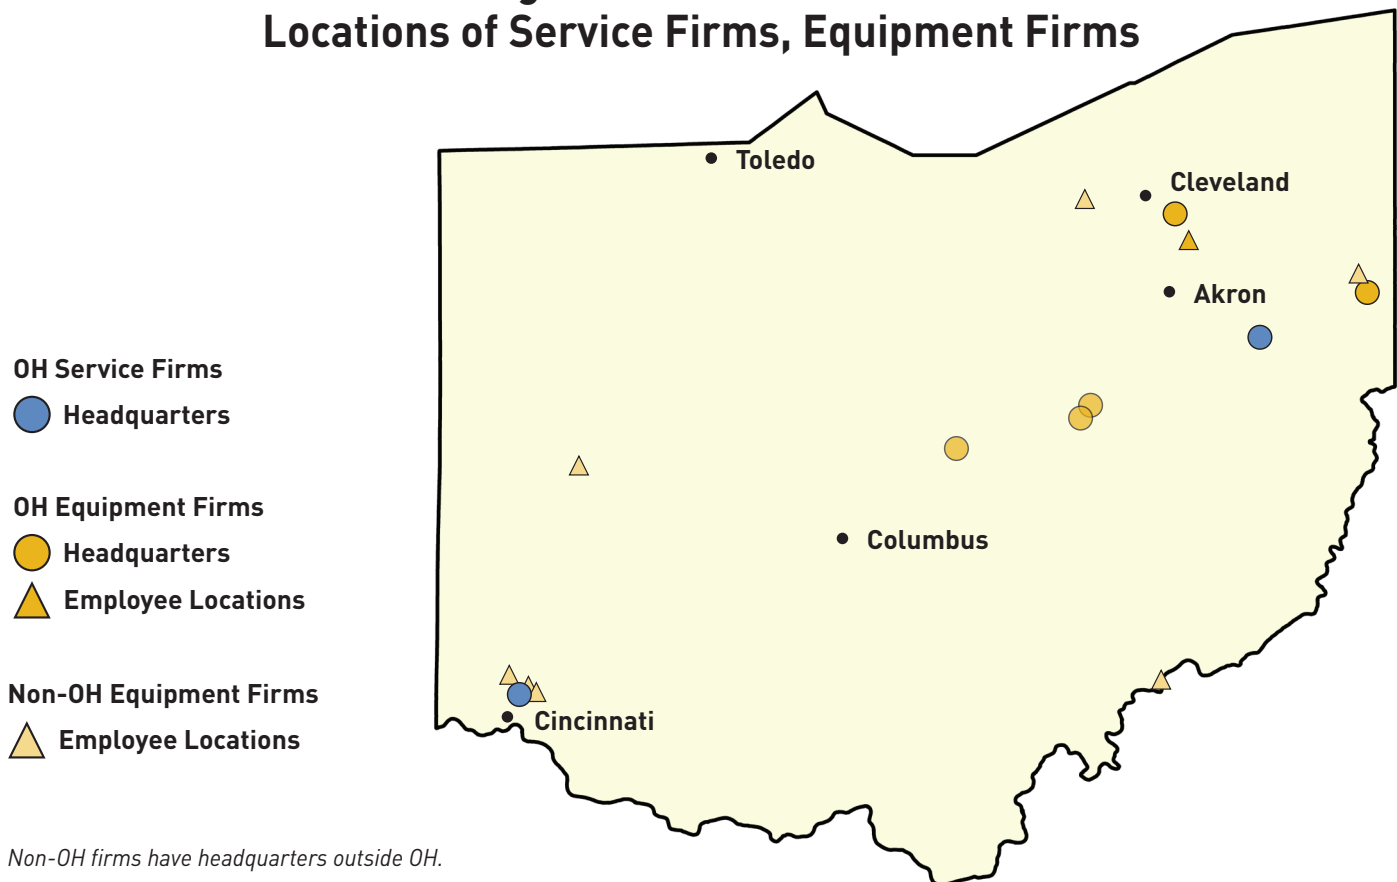 Locations of Service Firms, Equipment Firms
Toledo
Cleveland
Akron
OH Service Firms
Headquarters
OH Equipment Firms
Headquarters
Columbus
Employee Locations
Non-OH Equipment Firms
Cincinnati
Employee Locations
Non-OH firms have headquarters outside OH.